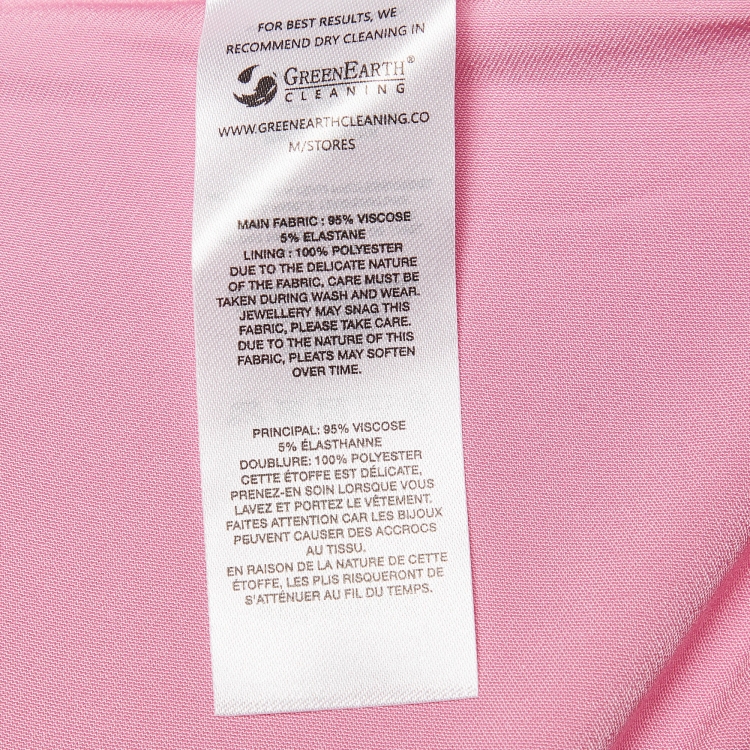 FOR BEST RESULTS, WE
RECOMMEND DRY CLEANING IN
GREENEARTH®
CLEANING
WWW.GREENEARTHCLEANING.CO
M/STORES
MAIN FABRIC : 95% VISCOSE
5% ELASTANE
LINING : 100% POLYESTER
DUE TO THE DELICATE NATURE
OF THE FABRIC, CARE MUST BE
TAKEN DURING WASH AND WEAR.
JEWELLERY MAY SNAG THIS
FABRIC, PLEASE TAKE CARE.
DUE TO THE NATURE OF THIS
FABRIC, PLEATS MAY SOFTEN
OVER TIME.
PRINCIPAL: 95% VISCOSE
5% ÉLASTHANNE
DOUBLURE: 100% POLYESTER
CETTE ÉTOFFE EST DÉLICATE,
PRENEZ-EN SOIN LORSQUE VOUS
LAVEZ ET PORTEZ LE VÊTEMENT.
FAITES ATTENTION CAR LES BIJOUX
PEUVENT CAUSER DES ACCROCS
AU TISSU.
EN RAISON DE LA NATURE DE CETTE
ÉTOFFE, LES PLIS RISQUERONT DE
S'ATTÉNUER AU FIL DU TEMPS.